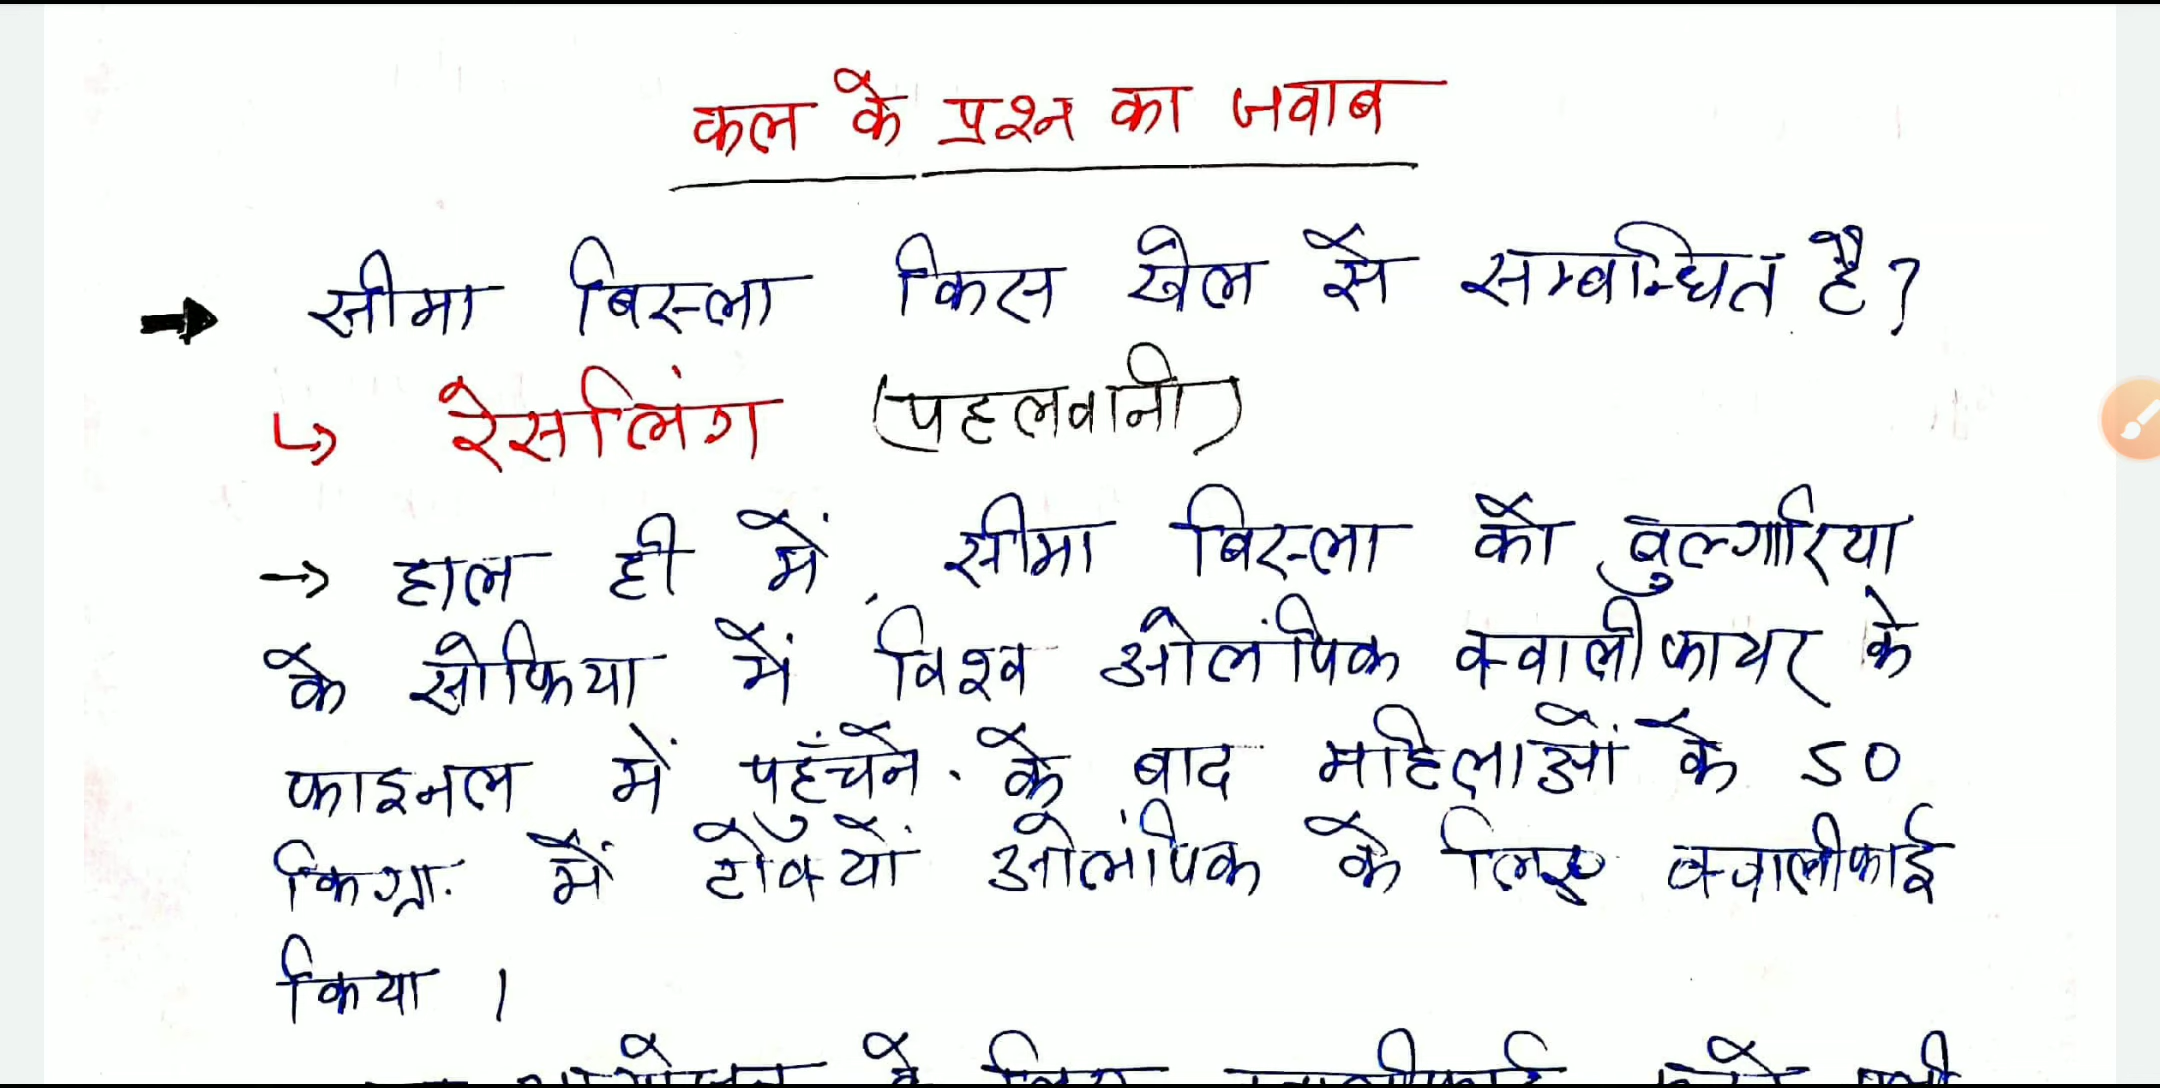 कल के प्रश्न का जवाब
सीमा बिस्ला किस खेल से सम्बन्धित है?
रेसलिंग (पहलवानी)
→ हाल ही में, सीमा बिस्ला को बुल्गारिया
के सोफिया में विश्व ओलंपिक क्वालीफायर के
फाइनल में पहुँचने के बाद महिलाओं के 50
किग्रा. में टोक्यों ओलंपिक के लिए क्वालीफाई
किया ।